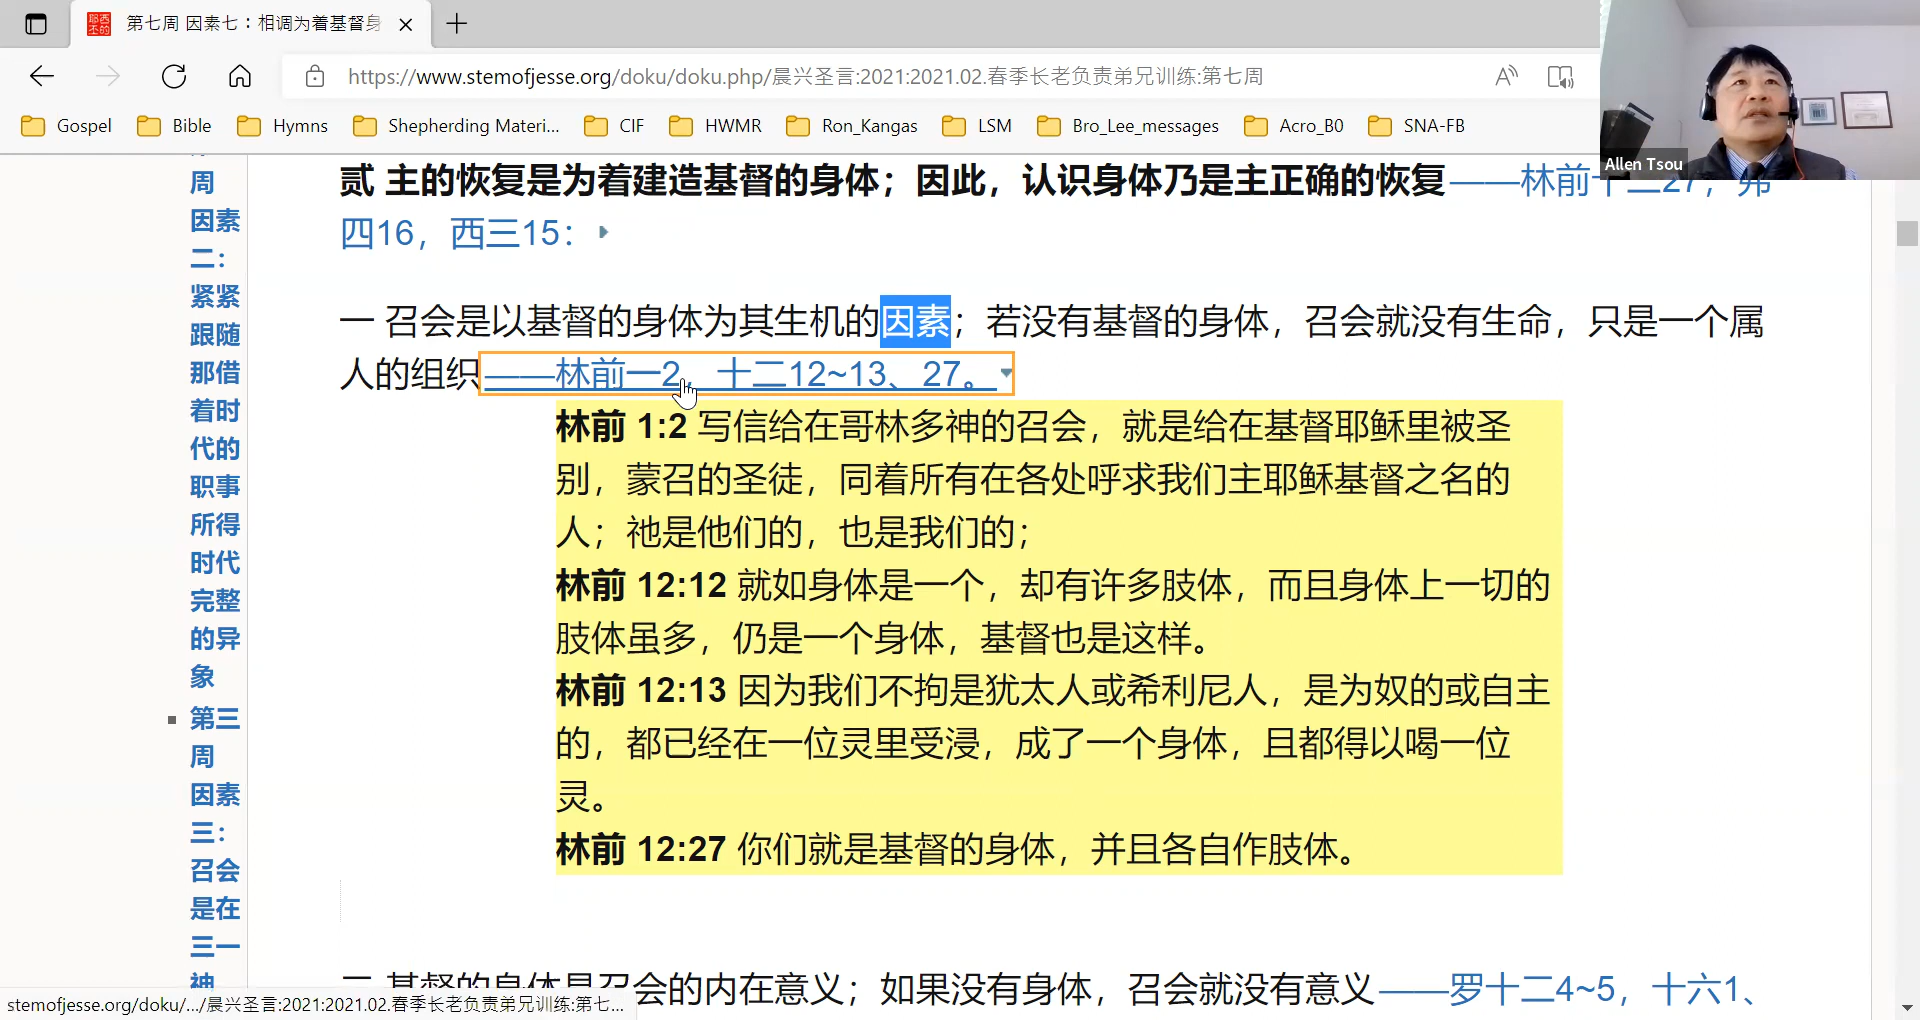 第七周 因素七：相调为着基督身
https://www.stemofjesse.org/doku/doku.php/晨兴圣言:2021:2021.02.春季长老负责弟兄训练:第七周
Gospel
Bible
Hymns
Shepherding Materi...
CIF
HWMR
Ron_Kangas
LSM
Bro_Lee_messages
Acro_B0
SNA-FB
Allen Tsou
周
因素
二：
紧紧
跟随
那借
着时
代的
职事
所得
时代
完整
的异
象
第三
周
因素
三：
召会
是在
三一
神
贰 主的恢复是为着建造基督的身体；因此，认识身体乃是主正确的恢复——林前十二27，弗
四16，西三15：
一 召会是以基督的身体为其生机的因素；若没有基督的身体，召会就没有生命，只是一个属
人的组织——林前一2，十二12~13、27。
林前 1:2 写信给在哥林多神的召会，就是给在基督耶稣里被圣
别，蒙召的圣徒，同着所有在各处呼求我们主耶稣基督之名的
人；祂是他们的，也是我们的；
林前 12:12 就如身体是一个，却有许多肢体，而且身体上一切的
肢体虽多，仍是一个身体，基督也是这样。
林前 12:13 因为我们不拘是犹太人或希利尼人，是为奴的或自主
的，都已经在一位灵里受浸，成了一个身体，且都得以喝一位
灵。
林前 12:27 你们就是基督的身体，并且各自作肢体。
二 基督的身体是召会的内在意义；如果没有身体，召会就没有意义——罗十二4~5，十六1、
stemofjesse.org/doku/.../晨兴圣言:2021:2021.02.春季长老负责弟兄训练:第七...